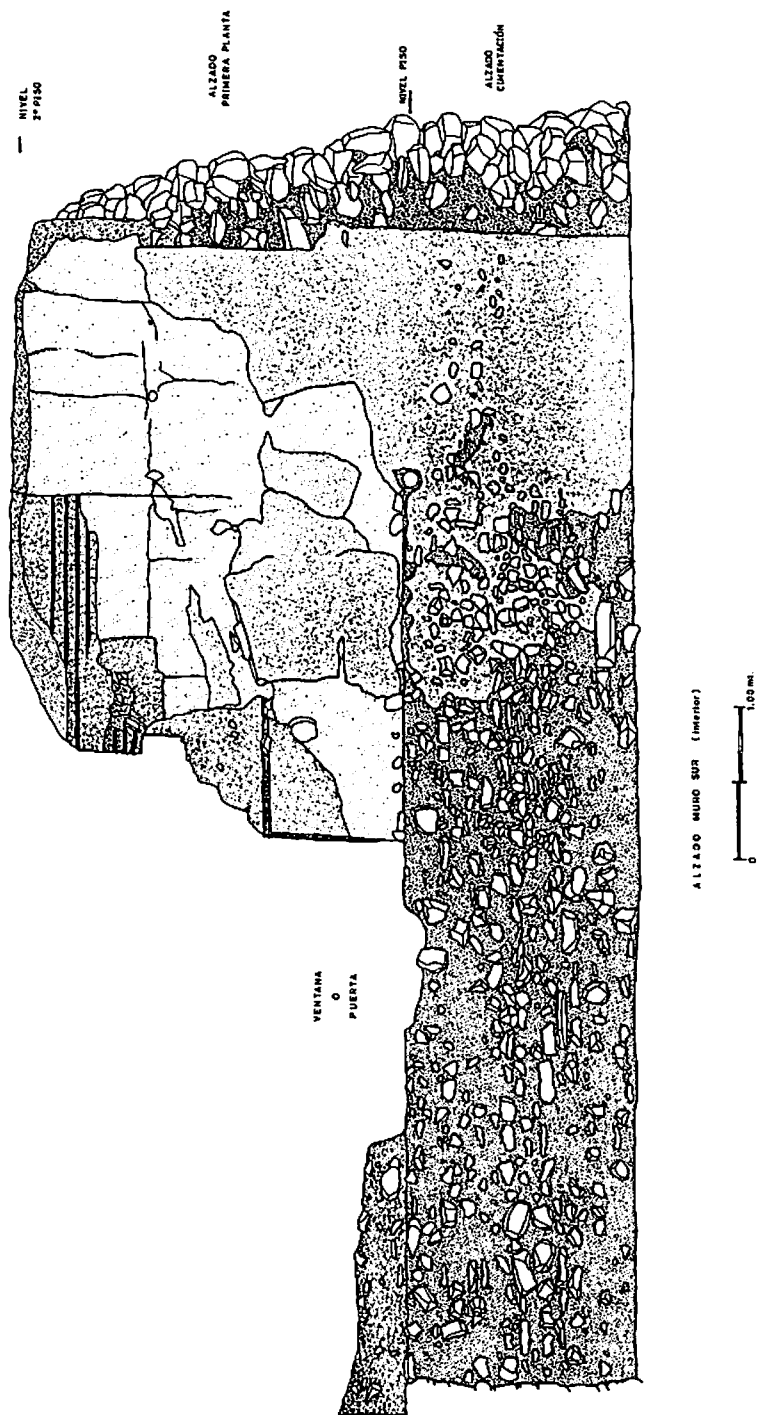 NIVEL
2º PISO
ALZADO
PRIMERA PLANTA
NIVEL PISO
ALZADO
CIMENTACIÓN
VENTANA
O
PUERTA
ALZADO MURO SUR (interior)
0 1.00 mt.